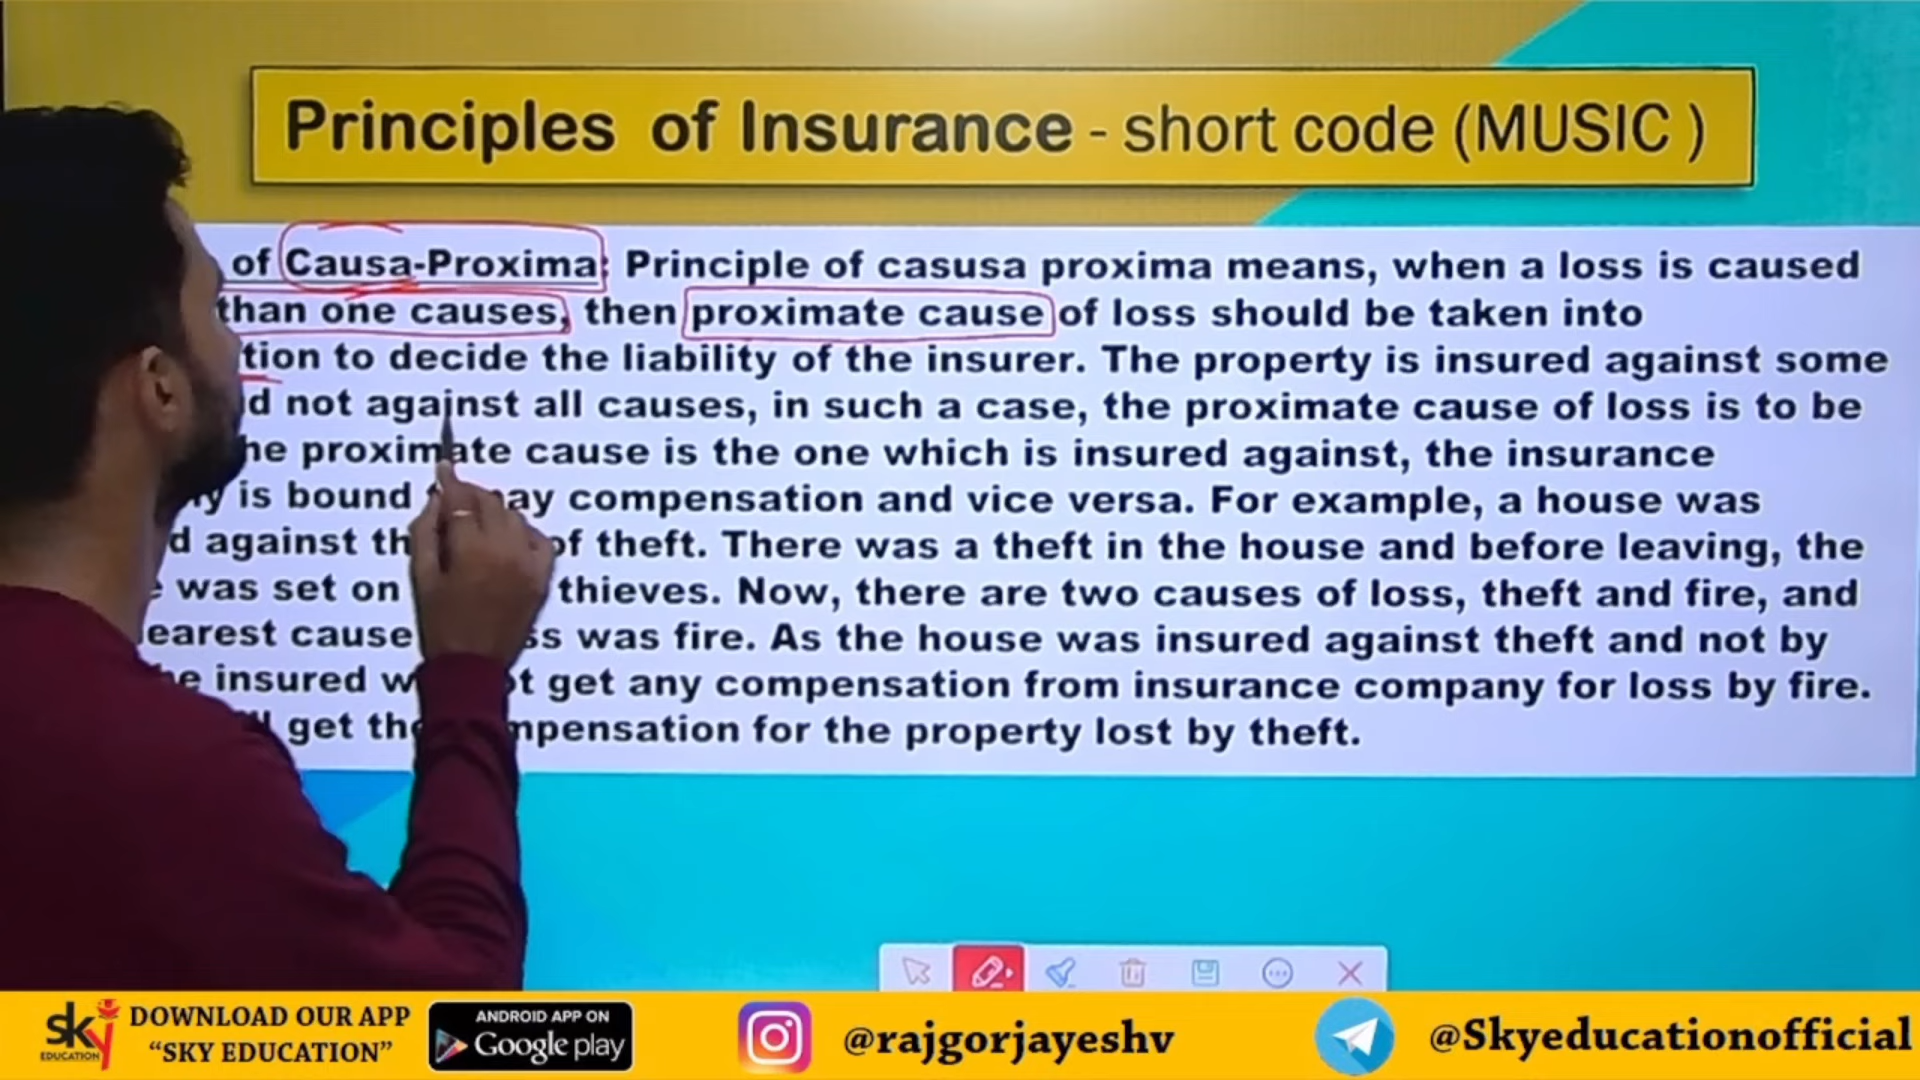 Principles of Insurance - short code (MUSIC )
of Causa-Proxima: Principle of casusa proxima means, when a loss is caused
than one causes, then proximate cause of loss should be taken into
tion to decide the liability of the insurer. The property is insured against some
d not against all causes, in such a case, the proximate cause of loss is to be
he proximate cause is the one which is insured against, the insurance
y is bound ay compensation and vice versa. For example, a house was
d against th of theft. There was a theft in the house and before leaving, the
e was set on thieves. Now, there are two causes of loss, theft and fire, and
earest cause ss was fire. As the house was insured against theft and not by
e insured w t get any compensation from insurance company for loss by fire.
get the mpensation for the property lost by theft.
sky EDUCATION
DOWNLOAD OUR APP
“SKY EDUCATION”
ANDROID APP ON
Google play
@rajgorjayeshv
@Skyeducationofficial